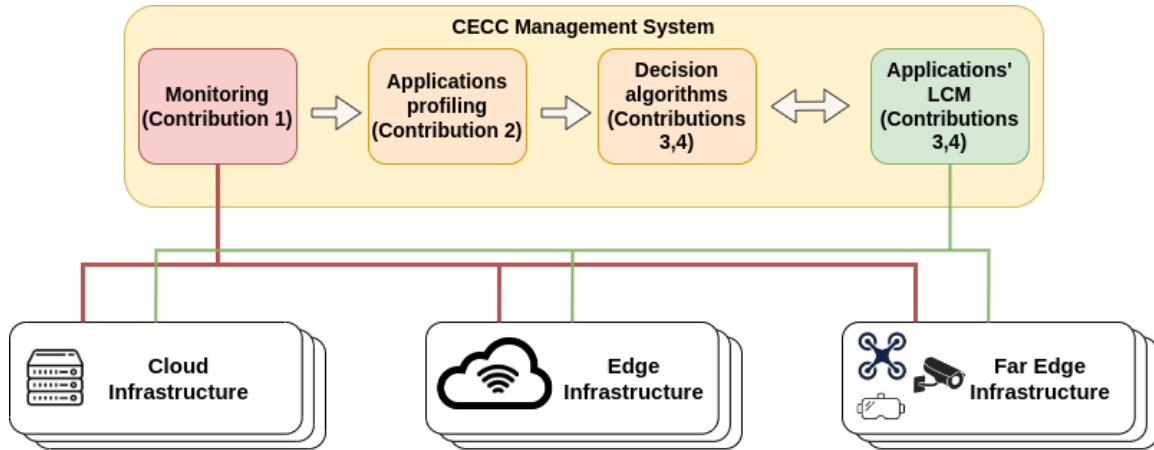 CECC Management System
Monitoring
(Contribution 1)
Applications
profiling
(Contribution 2)
Decision
algorithms
(Contributions
3,4)
Applications'
LCM
(Contributions
3,4)
Cloud
Infrastructure
Edge
Infrastructure
Far Edge
Infrastructure